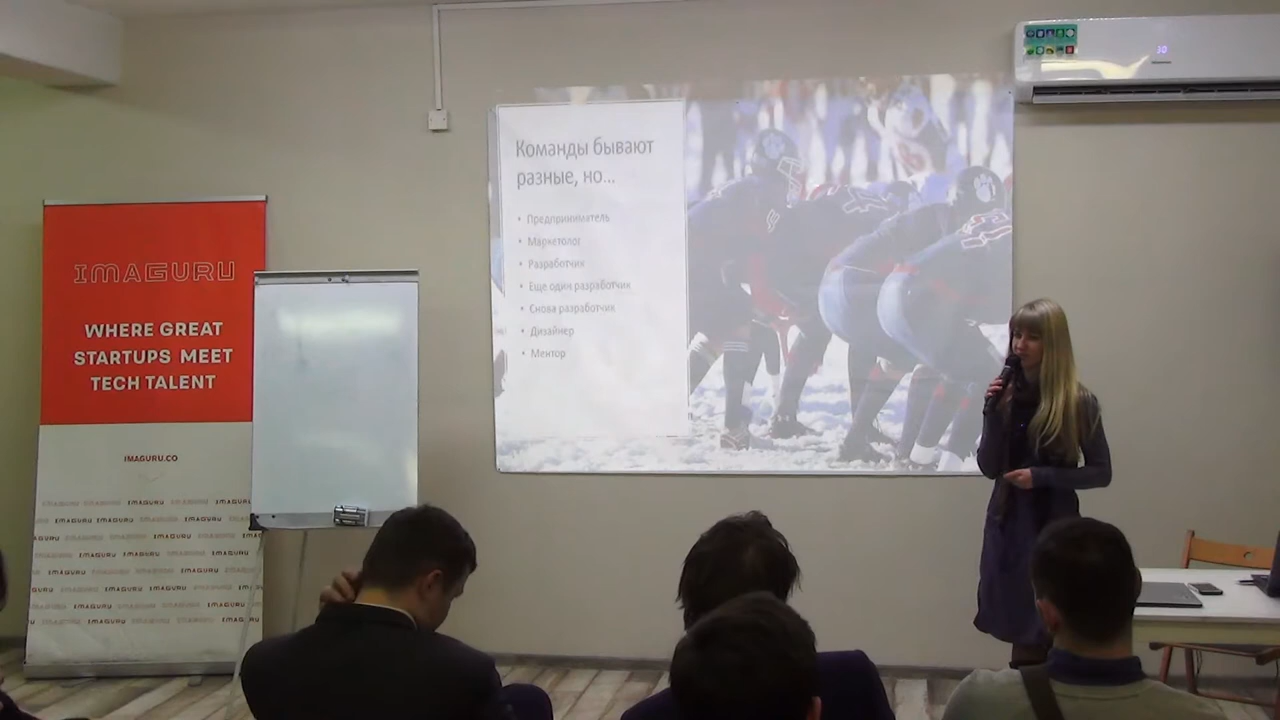 IMAGURU
WHERE GREAT
STARTUPS MEET
TECH TALENT
IMAGURU.CO
Команды бывают
разные, но...
• Предприниматель
• Маркетолог
• Разработчик
• Еще один разработчик
• Снова разработчик
• Дизайнер
• Ментор
30